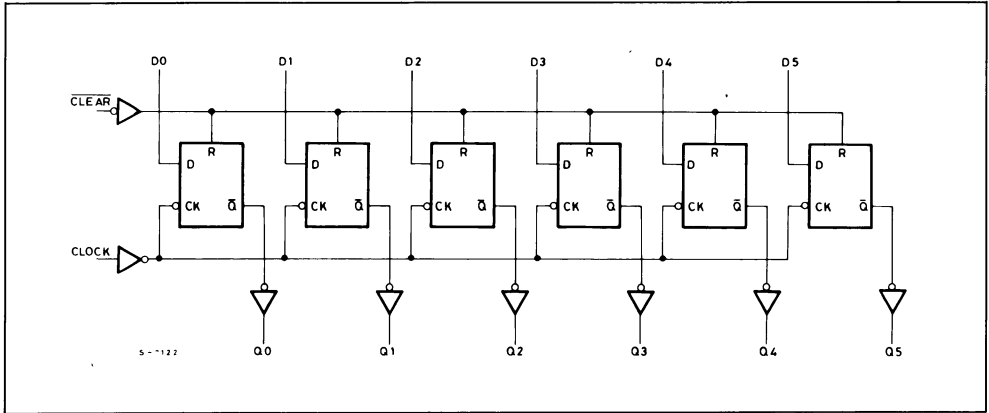 D0 D1 D2 D3 D4 D5
C̅L̅E̅A̅R̅
R R R R R R
D D D D D D
CK Q̅ CK Q̅ CK Q̅ CK Q̅ CK Q̅ CK Q̅
CLOCK
Q0 Q1 Q2 Q3 Q4 Q5